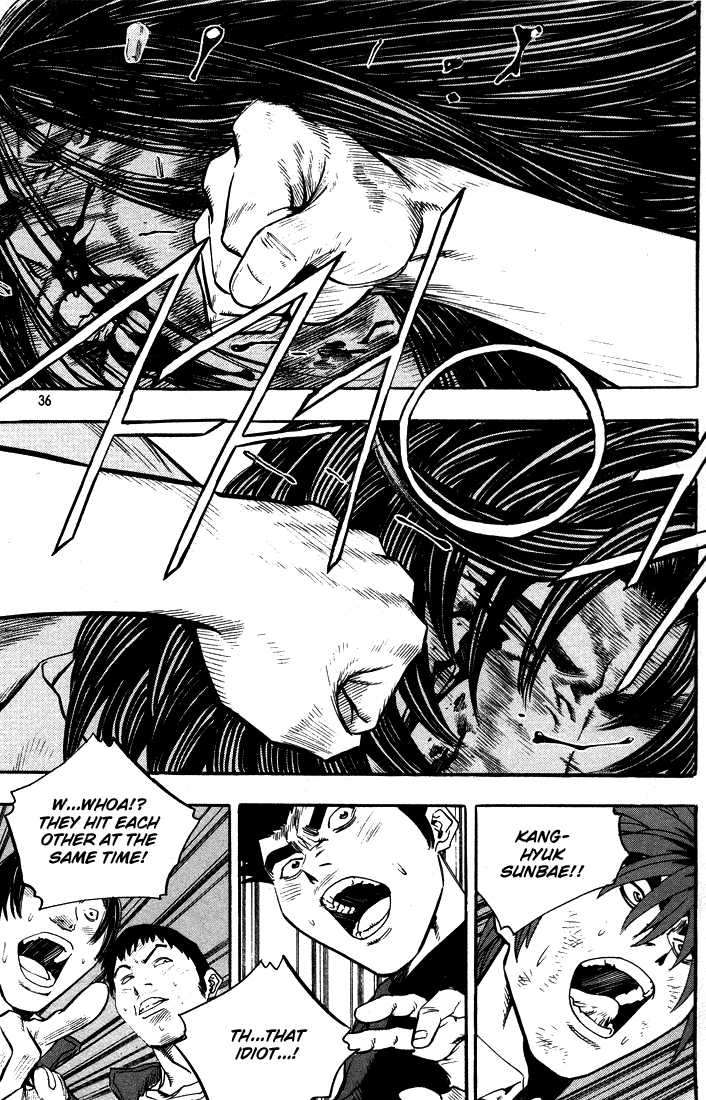 36
W...WHOA!?
THEY HIT EACH
OTHER AT THE
SAME TIME!
TH...THAT
IDIOT...!
KANG-
HYUK
SUNBAE!!